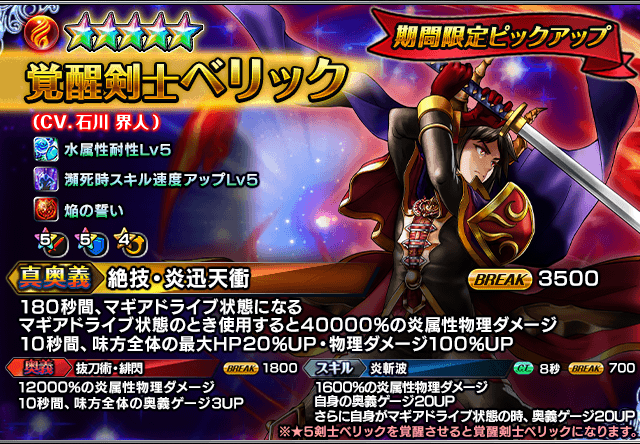 期間限定ピックアップ
覚醒剣士ベリック
(CV.石川 界人)
水属性耐性Lv5
瀕死時スキル速度アップLv5
焔の誓い
5 5 4
真奥義 絶技・炎迅天衝 BREAK 3500
180秒間、マギアドライブ状態になる
マギアドライブ状態のとき使用すると40000%の炎属性物理ダメージ
10秒間、味方全体の最大HP20%UP・物理ダメージ100%UP
奥義 抜刀術・緋閃 BREAK 1800
12000%の炎属性物理ダメージ
10秒間、味方全体の奥義ゲージ3UP
スキル 炎斬波 C.T. 8秒 BREAK 700
1600%の炎属性物理ダメージ
自身の奥義ゲージ20UP
さらに自身がマギアドライブ状態の時、奥義ゲージ20UP
※★5剣士ベリックを覚醒させると覚醒剣士ベリックになります。